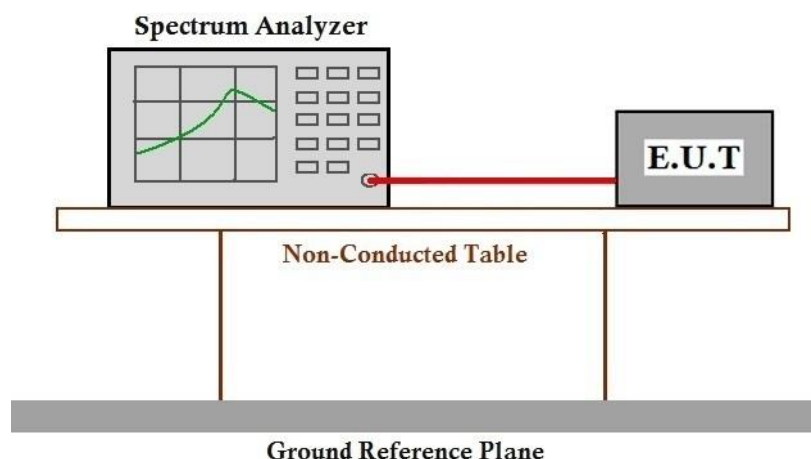 Spectrum Analyzer
E.U.T
Non-Conducted Table
Ground Reference Plane